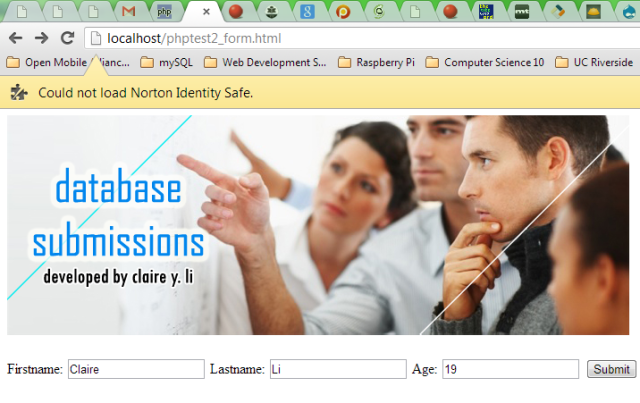 localhost/phptest2_form.html
Open Mobile Allianc... mySQL Web Development S... Raspberry Pi Computer Science 10 UC Riverside
Could not load Norton Identity Safe.
database
submissions
developed by claire y. li
Firstname: Claire Lastname: Li Age: 19 Submit